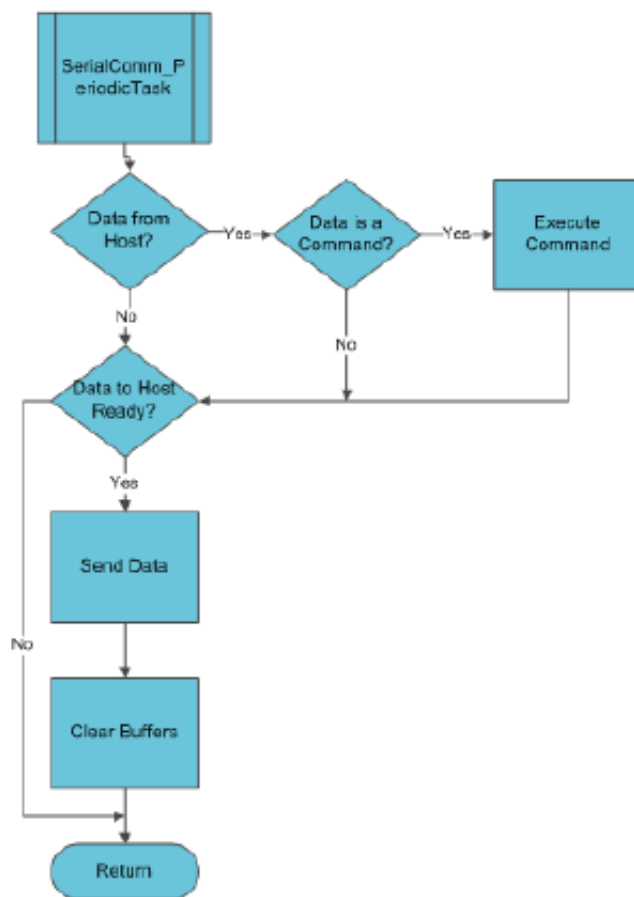 SerialComm_P
eriodicTask
Data from
Host?
Yes
Data is a
Command?
Yes
Execute
Command
No
No
Data to Host
Ready?
Yes
Send Data
No
Clear Buffers
Return